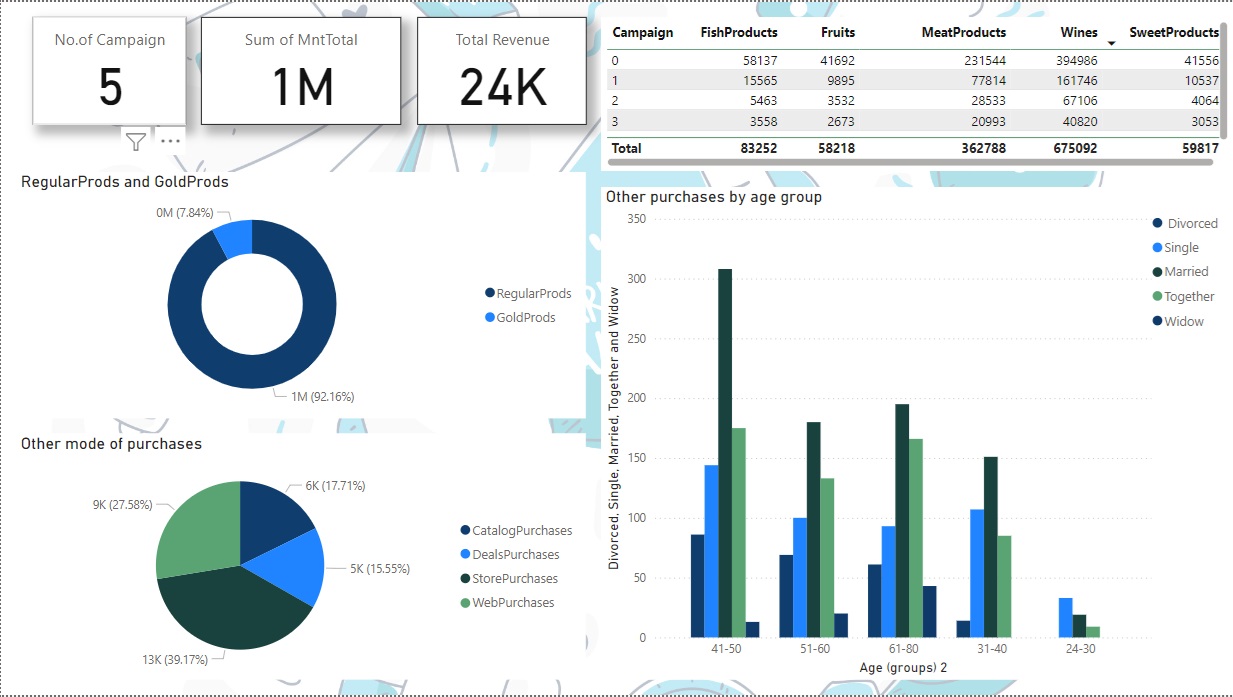 No.of Campaign
5
Sum of MntTotal
1M
Total Revenue
24K
Campaign FishProducts Fruits MeatProducts Wines SweetProducts
0 58137 41692 231544 394986 41556
1 15565 9895 77814 161746 10537
2 5463 3532 28533 67106 4064
3 3558 2673 20993 40820 3053
Total 83252 58218 362788 675092 59817
RegularProds and GoldProds
0M (7.84%)
1M (92.16%)
RegularProds
GoldProds
Other mode of purchases
6K (17.71%)
9K (27.58%)
5K (15.55%)
13K (39.17%)
CatalogPurchases
DealsPurchases
StorePurchases
WebPurchases
Other purchases by age group
Divorced, Single, Married, Together and Widow
350
300
250
200
150
100
50
0
41-50 51-60 61-80 31-40 24-30
Age (groups) 2
Divorced
Single
Married
Together
Widow